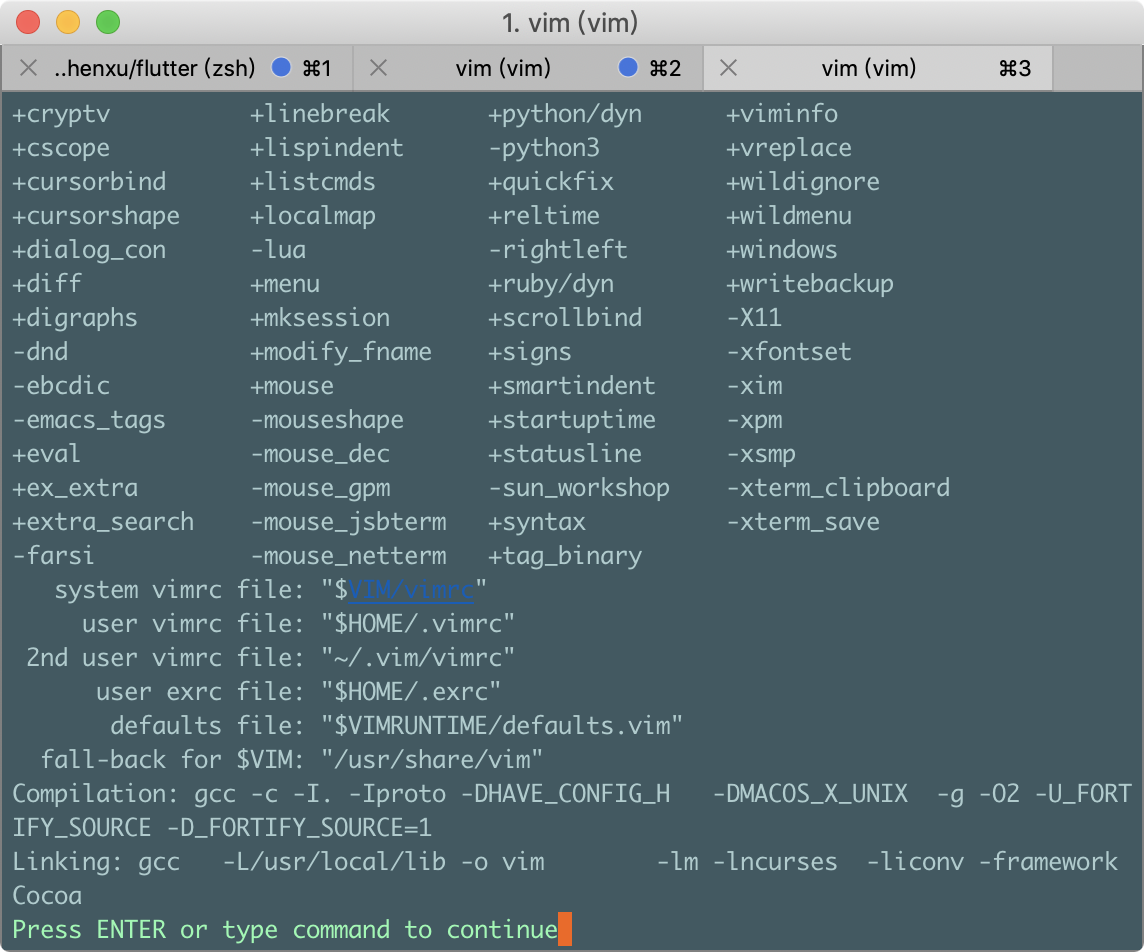 1. vim (vim)
..henxu/flutter (zsh) ⌘1 vim (vim) ⌘2 vim (vim) ⌘3
+cryptv +linebreak +python/dyn +viminfo
+cscope +lispindent -python3 +vreplace
+cursorbind +listcmds +quickfix +wildignore
+cursorshape +localmap +reltime +wildmenu
+dialog_con -lua -rightleft +windows
+diff +menu +ruby/dyn +writebackup
+digraphs +mksession +scrollbind -X11
-dnd +modify_fname +signs -xfontset
-ebcdic +mouse +smartindent -xim
-emacs_tags -mouseshape +startuptime -xpm
+eval -mouse_dec +statusline -xsmp
+ex_extra -mouse_gpm -sun_workshop -xterm_clipboard
+extra_search -mouse_jsbterm +syntax -xterm_save
-farsi -mouse_netterm +tag_binary
system vimrc file: "$VIM/vimrc"
user vimrc file: "$HOME/.vimrc"
2nd user vimrc file: "~/.vim/vimrc"
user exrc file: "$HOME/.exrc"
defaults file: "$VIMRUNTIME/defaults.vim"
fall-back for $VIM: "/usr/share/vim"
Compilation: gcc -c -I. -Iproto -DHAVE_CONFIG_H -DMACOS_X_UNIX -g -O2 -U_FORT
IFY_SOURCE -D_FORTIFY_SOURCE=1
Linking: gcc -L/usr/local/lib -o vim -lm -lncurses -liconv -framework
Cocoa
Press ENTER or type command to continue